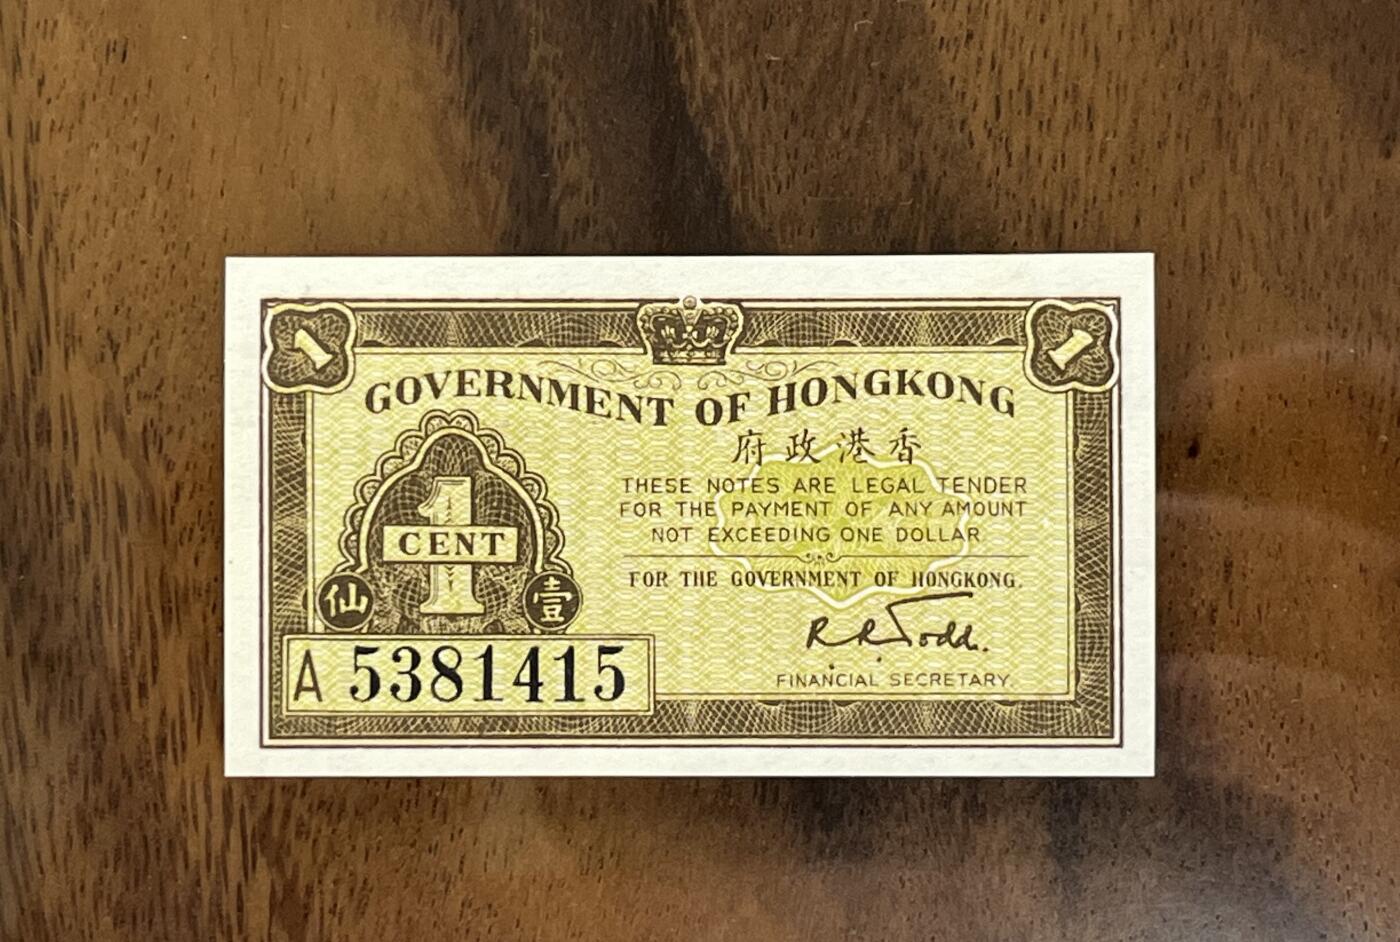 1 1
GOVERNMENT OF HONGKONG
府政港香
THESE NOTES ARE LEGAL TENDER
FOR THE PAYMENT OF ANY AMOUNT
NOT EXCEEDING ONE DOLLAR
FOR THE GOVERNMENT OF HONGKONG.
1
CENT
仙 壹
A 5381415
R. R. Todd.
FINANCIAL SECRETARY.